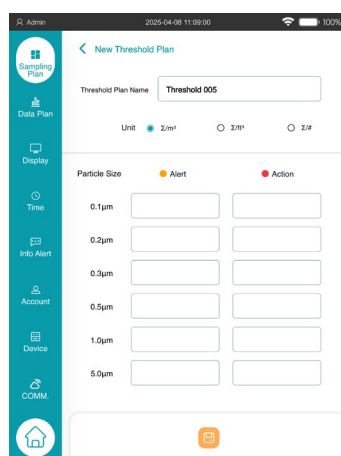 Admin
2025-04-08 11:09:00
100%
Sampling
Plan
New Threshold Plan
Threshold Plan Name
Threshold 005
Data Plan
Unit
Σ/m³
Σ/ft³
Σ/#
Display
Particle Size
Alert
Action
Time
0.1μm
0.2μm
Info Alert
0.3μm
Account
0.5μm
Device
1.0μm
5.0μm
COMM.